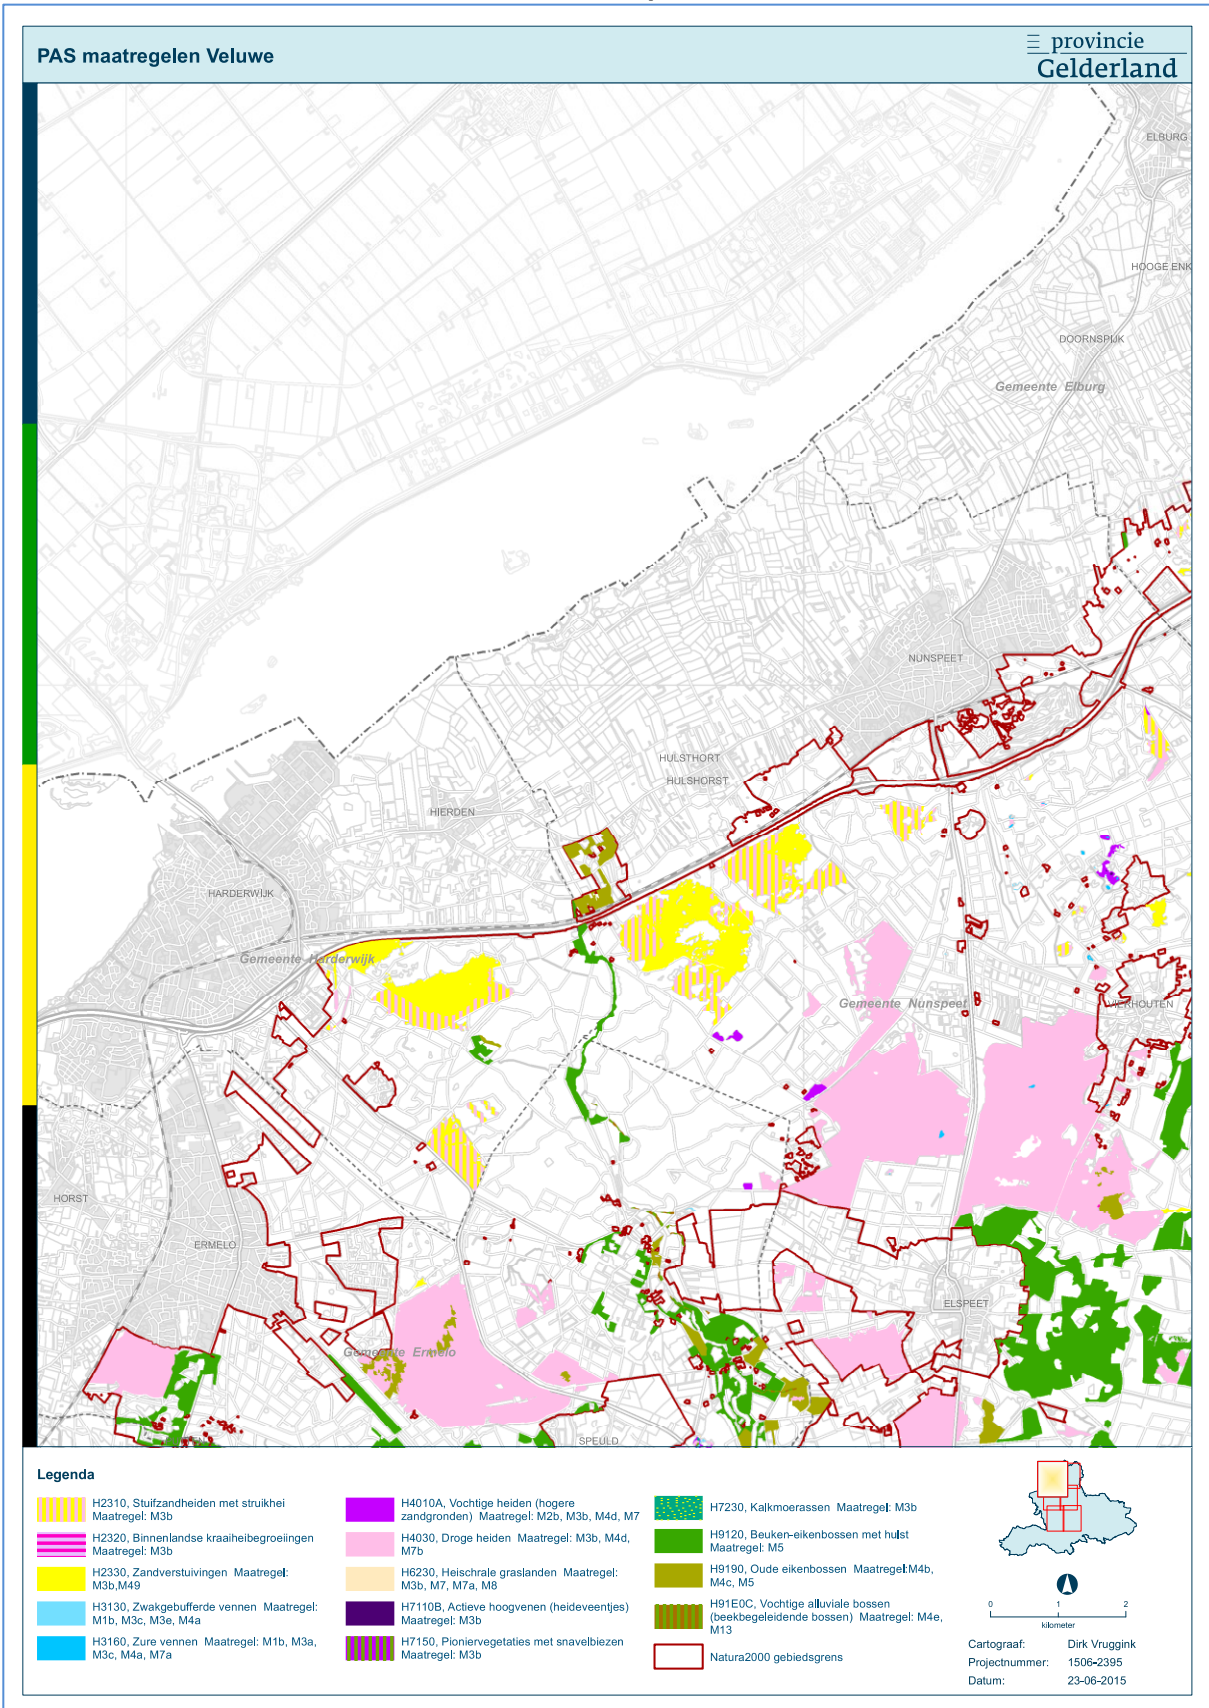 PAS maatregelen Veluwe
provincie
Gelderland
ELBURG
HOOGE ENK
DOORNSPIJK
Gemeente Elburg
NUNSPEET
HULSTHORT
HULSHORST
HIERDEN
HARDERWIJK
Gemeente Harderwijk
Gemeente Nunspeet
VIERHOUTEN
HORST
ERMELO
ELSPEET
Gemeente Ermelo
SPEULD
Legenda
H2310, Stuifzandheiden met struikhei
Maatregel: M3b
H2320, Binnenlandse kraaiheibegroeiingen
Maatregel: M3b
H2330, Zandverstuivingen Maatregel:
M3b,M49
H3130, Zwakgebufferde vennen Maatregel:
M1b, M3c, M3e, M4a
H3160, Zure vennen Maatregel: M1b, M3a,
M3c, M4a, M7a
H4010A, Vochtige heiden (hogere
zandgronden) Maatregel: M2b, M3b, M4d, M7
H4030, Droge heiden Maatregel: M3b, M4d,
M7b
H6230, Heischrale graslanden Maatregel:
M3b, M7, M7a, M8
H7110B, Actieve hoogvenen (heideveentjes)
Maatregel: M3b
H7150, Pioniervegetaties met snavelbiezen
Maatregel: M3b
H7230, Kalkmoerassen Maatregel: M3b
H9120, Beuken-eikenbossen met hulst
Maatregel: M5
H9190, Oude eikenbossen Maatregel:M4b,
M4c, M5
H91E0C, Vochtige alluviale bossen
(beekbegeleidende bossen) Maatregel: M4e,
M13
Natura2000 gebiedsgrens
0 1 2
kilometer
Cartograaf: Dirk Vruggink
Projectnummer: 1506-2395
Datum: 23-06-2015